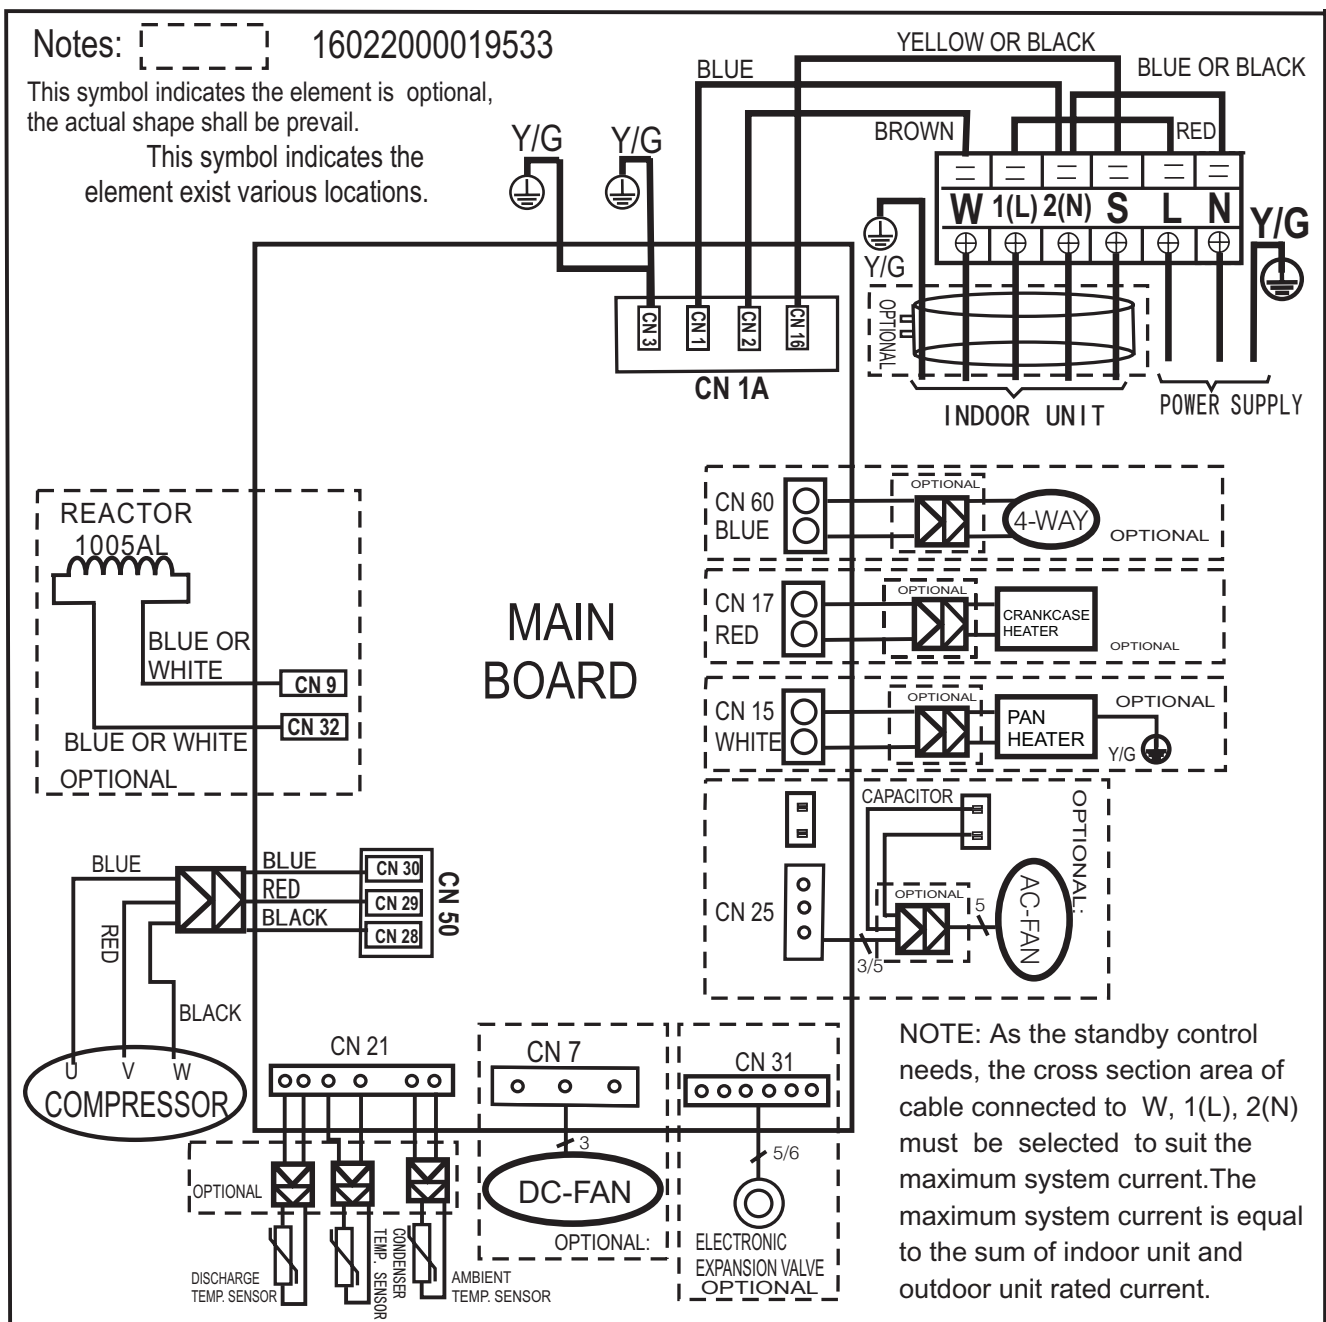 Notes: 16022000019533
This symbol indicates the element is optional,
the actual shape shall be prevail.
This symbol indicates the
element exist various locations.
YELLOW OR BLACK
BLUE
BLUE OR BLACK
BROWN
RED
Y/G
Y/G
W 1(L) 2(N) S L N
Y/G
Y/G
OPTIONAL
CN 3
CN 1
CN 2
CN 16
CN 1A
INDOOR UNIT
POWER SUPPLY
REACTOR
1005AL
BLUE OR
WHITE
CN 9
CN 32
BLUE OR WHITE
OPTIONAL
MAIN
BOARD
CN 60
BLUE
OPTIONAL
4-WAY
OPTIONAL
CN 17
RED
OPTIONAL
CRANKCASE
HEATER
OPTIONAL
CN 15
WHITE
OPTIONAL
PAN
HEATER
OPTIONAL
Y/G
CAPACITOR
OPTIONAL:
CN 25
OPTIONAL
3/5
5
AC-FAN
BLUE
RED
BLACK
BLUE
RED
BLACK
CN 30
CN 29
CN 28
CN 50
U V W
COMPRESSOR
CN 21
OPTIONAL
DISCHARGE
TEMP. SENSOR
CONDENSER
TEMP. SENSOR
AMBIENT
TEMP. SENSOR
CN 7
3
DC-FAN
OPTIONAL:
CN 31
5/6
ELECTRONIC
EXPANSION VALVE
OPTIONAL
NOTE: As the standby control
needs, the cross section area of
cable connected to W, 1(L), 2(N)
must be selected to suit the
maximum system current.The
maximum system current is equal
to the sum of indoor unit and
outdoor unit rated current.